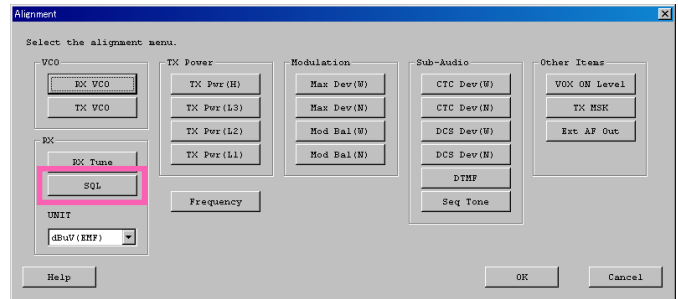 Alignment
Select the alignment menu.
VCO
RX VCO
TX VCO
RX
RX Tune
SQL
UNIT
dBuV(EMF)
TX Power
TX Pwr(H)
TX Pwr(L3)
TX Pwr(L2)
TX Pwr(L1)
Frequency
Modulation
Max Dev(W)
Max Dev(N)
Mod Bal(W)
Mod Bal(N)
Sub-Audio
CTC Dev(W)
CTC Dev(N)
DCS Dev(W)
DCS Dev(N)
DTMF
Seq Tone
Other Items
VOX ON Level
TX MSK
Ext AF Out
Help
OK
Cancel